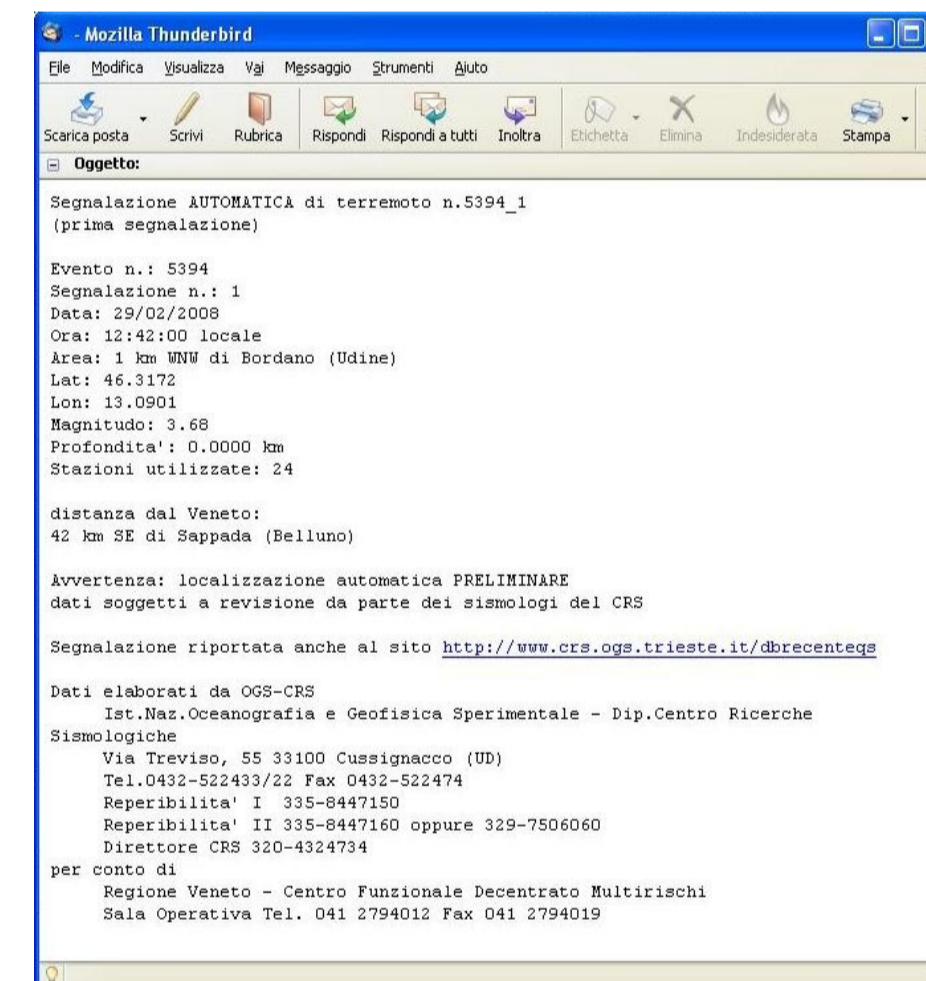 - Mozilla Thunderbird
File Modifica Visualizza Vai Messaggio Strumenti Aiuto
Scarica posta Scrivi Rubrica Rispondi Rispondi a tutti Inoltra Etichetta Elimina Indesiderata Stampa
Oggetto:
Segnalazione AUTOMATICA di terremoto n.5394_1
(prima segnalazione)
Evento n.: 5394
Segnalazione n.: 1
Data: 29/02/2008
Ora: 12:42:00 locale
Area: 1 km WNW di Bordano (Udine)
Lat: 46.3172
Lon: 13.0901
Magnitudo: 3.68
Profondita': 0.0000 km
Stazioni utilizzate: 24
distanza dal Veneto:
42 km SE di Sappada (Belluno)
Avvertenza: localizzazione automatica PRELIMINARE
dati soggetti a revisione da parte dei sismologi del CRS
Segnalazione riportata anche al sito http://www.crs.ogs.trieste.it/dbrecenteqs
Dati elaborati da OGS-CRS
Ist.Naz.Oceanografia e Geofisica Sperimentale - Dip.Centro Ricerche
Sismologiche
Via Treviso, 55 33100 Cussignacco (UD)
Tel.0432-522433/22 Fax 0432-522474
Reperibilita' I 335-8447150
Reperibilita' II 335-8447160 oppure 329-7506060
Direttore CRS 320-4324734
per conto di
Regione Veneto - Centro Funzionale Decentrato Multirischi
Sala Operativa Tel. 041 2794012 Fax 041 2794019